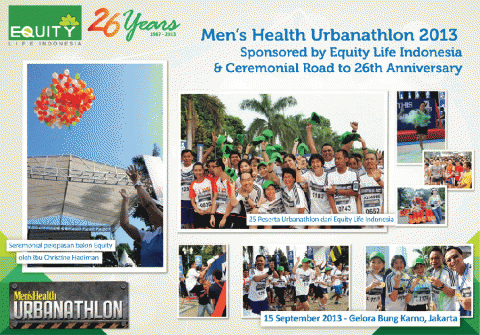 EQUITY
LIFE INDONESIA
26 Years
1987 - 2013
Men's Health Urbanathlon 2013
Sponsored by Equity Life Indonesia
& Ceremonial Road to 26th Anniversary
25 Peserta Urbanathlon dari Equity Life Indonesia
Seremonial pelepasan balon Equity
oleh Ibu Christine Hadiman
Men'sHealth
URBANATHLON
15 September 2013 - Gelora Bung Karno, Jakarta